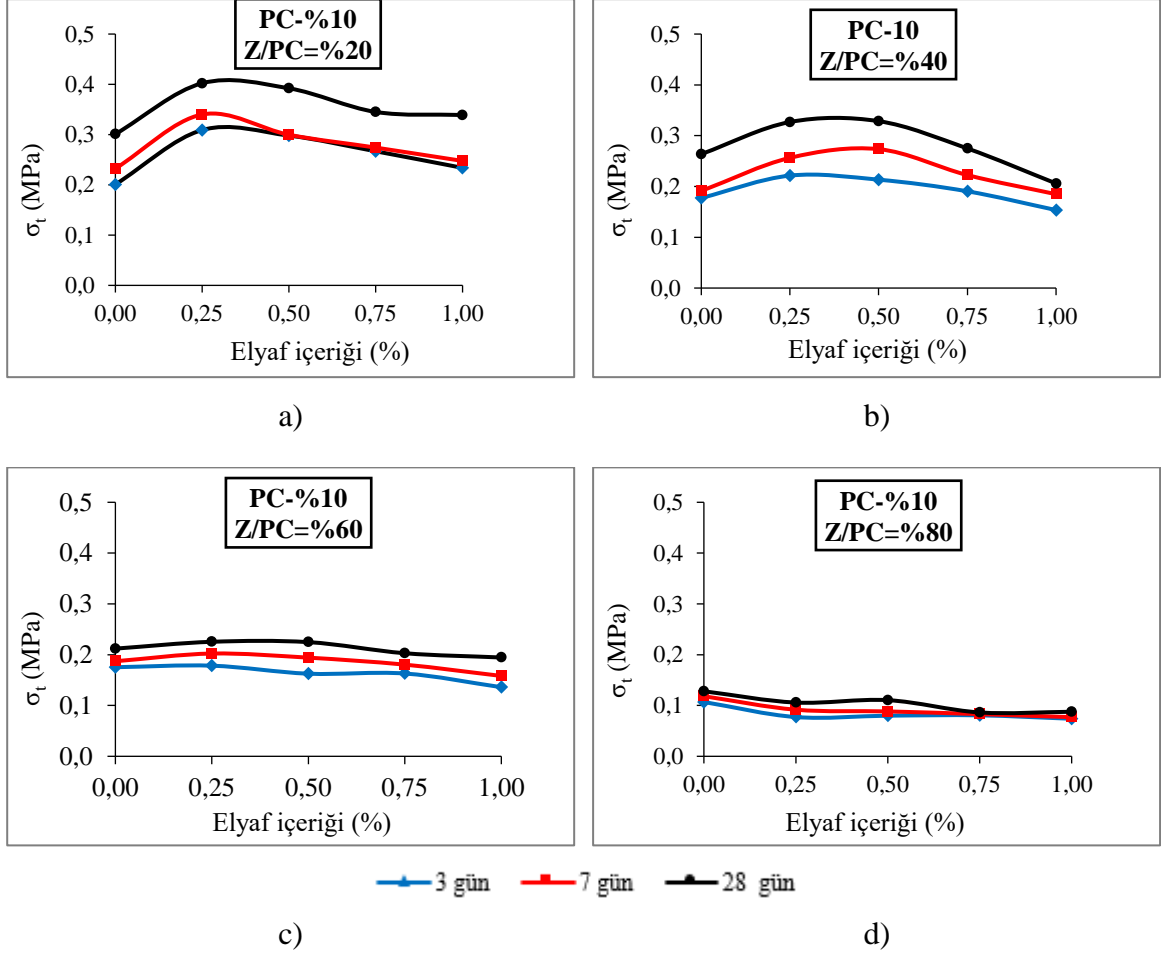 PC-%10
Z/PC=%20
0,5
0,4
0,3
0,2
0,1
0,0
σt (MPa)
0,00 0,25 0,50 0,75 1,00
Elyaf içeriği (%)
a)
PC-10
Z/PC=%40
0,5
0,4
0,3
0,2
0,1
0,0
σt (MPa)
0,00 0,25 0,50 0,75 1,00
Elyaf içeriği (%)
b)
PC-%10
Z/PC=%60
0,5
0,4
0,3
0,2
0,1
0,0
σt (MPa)
0,00 0,25 0,50 0,75 1,00
Elyaf içeriği (%)
PC-%10
Z/PC=%80
0,5
0,4
0,3
0,2
0,1
0,0
σt (MPa)
0,00 0,25 0,50 0,75 1,00
Elyaf içeriği (%)
3 gün 7 gün 28 gün
c)
d)